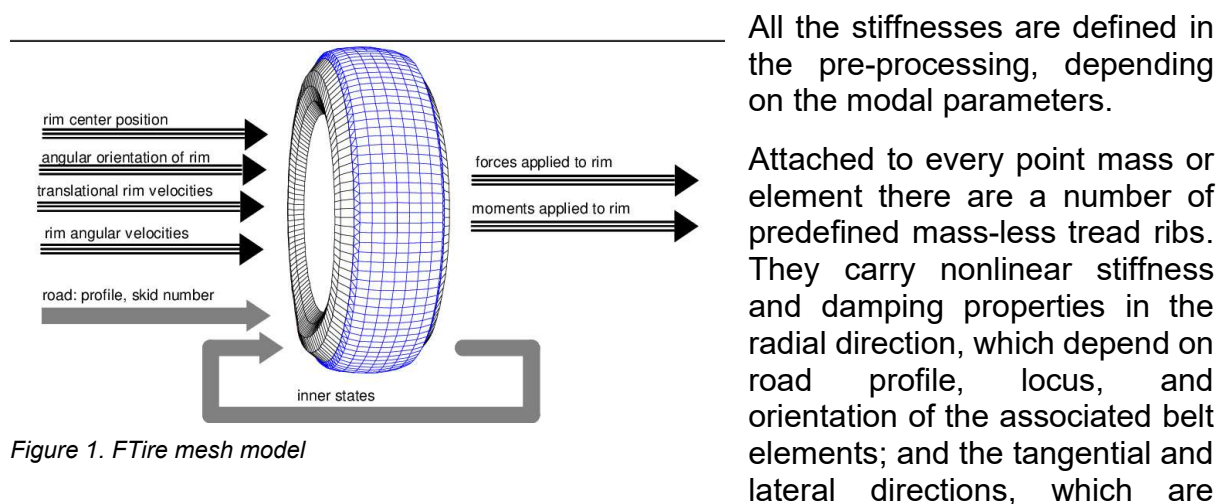 rim center position
angular orientation of rim
translational rim velocities
rim angular velocities
road: profile, skid number
forces applied to rim
moments applied to rim
inner states
Figure 1. FTire mesh model
All the stiffnesses are defined in
the pre-processing, depending
on the modal parameters.
Attached to every point mass or
element there are a number of
predefined mass-less tread ribs.
They carry nonlinear stiffness
and damping properties in the
radial direction, which depend on
road profile, locus, and
orientation of the associated belt
elements; and the tangential and
lateral directions, which are